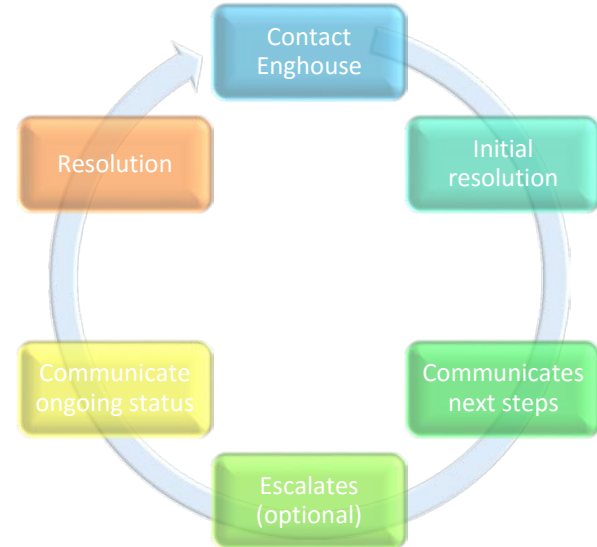 Contact
Enghouse
Initial
resolution
Communicates
next steps
Escalates
(optional)
Communicate
ongoing status
Resolution